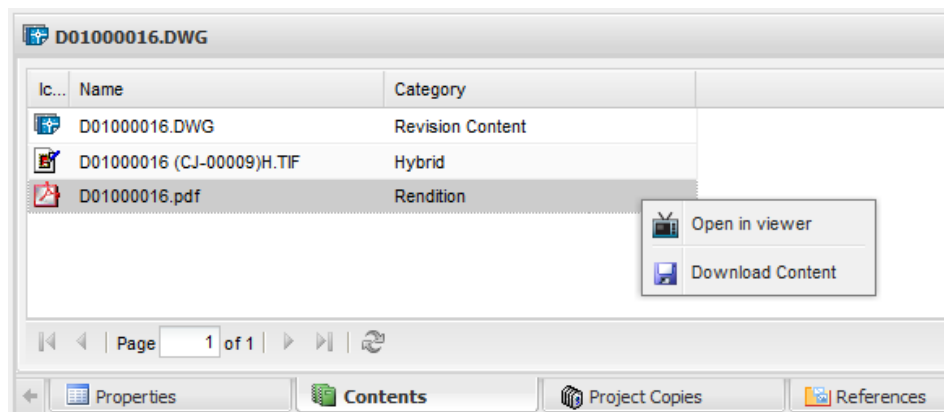 D01000016.DWG
Ic... Name Category
D01000016.DWG Revision Content
D01000016 (CJ-00009)H.TIF Hybrid
D01000016.pdf Rendition
Open in viewer
Download Content
Page 1 of 1
Properties Contents Project Copies References